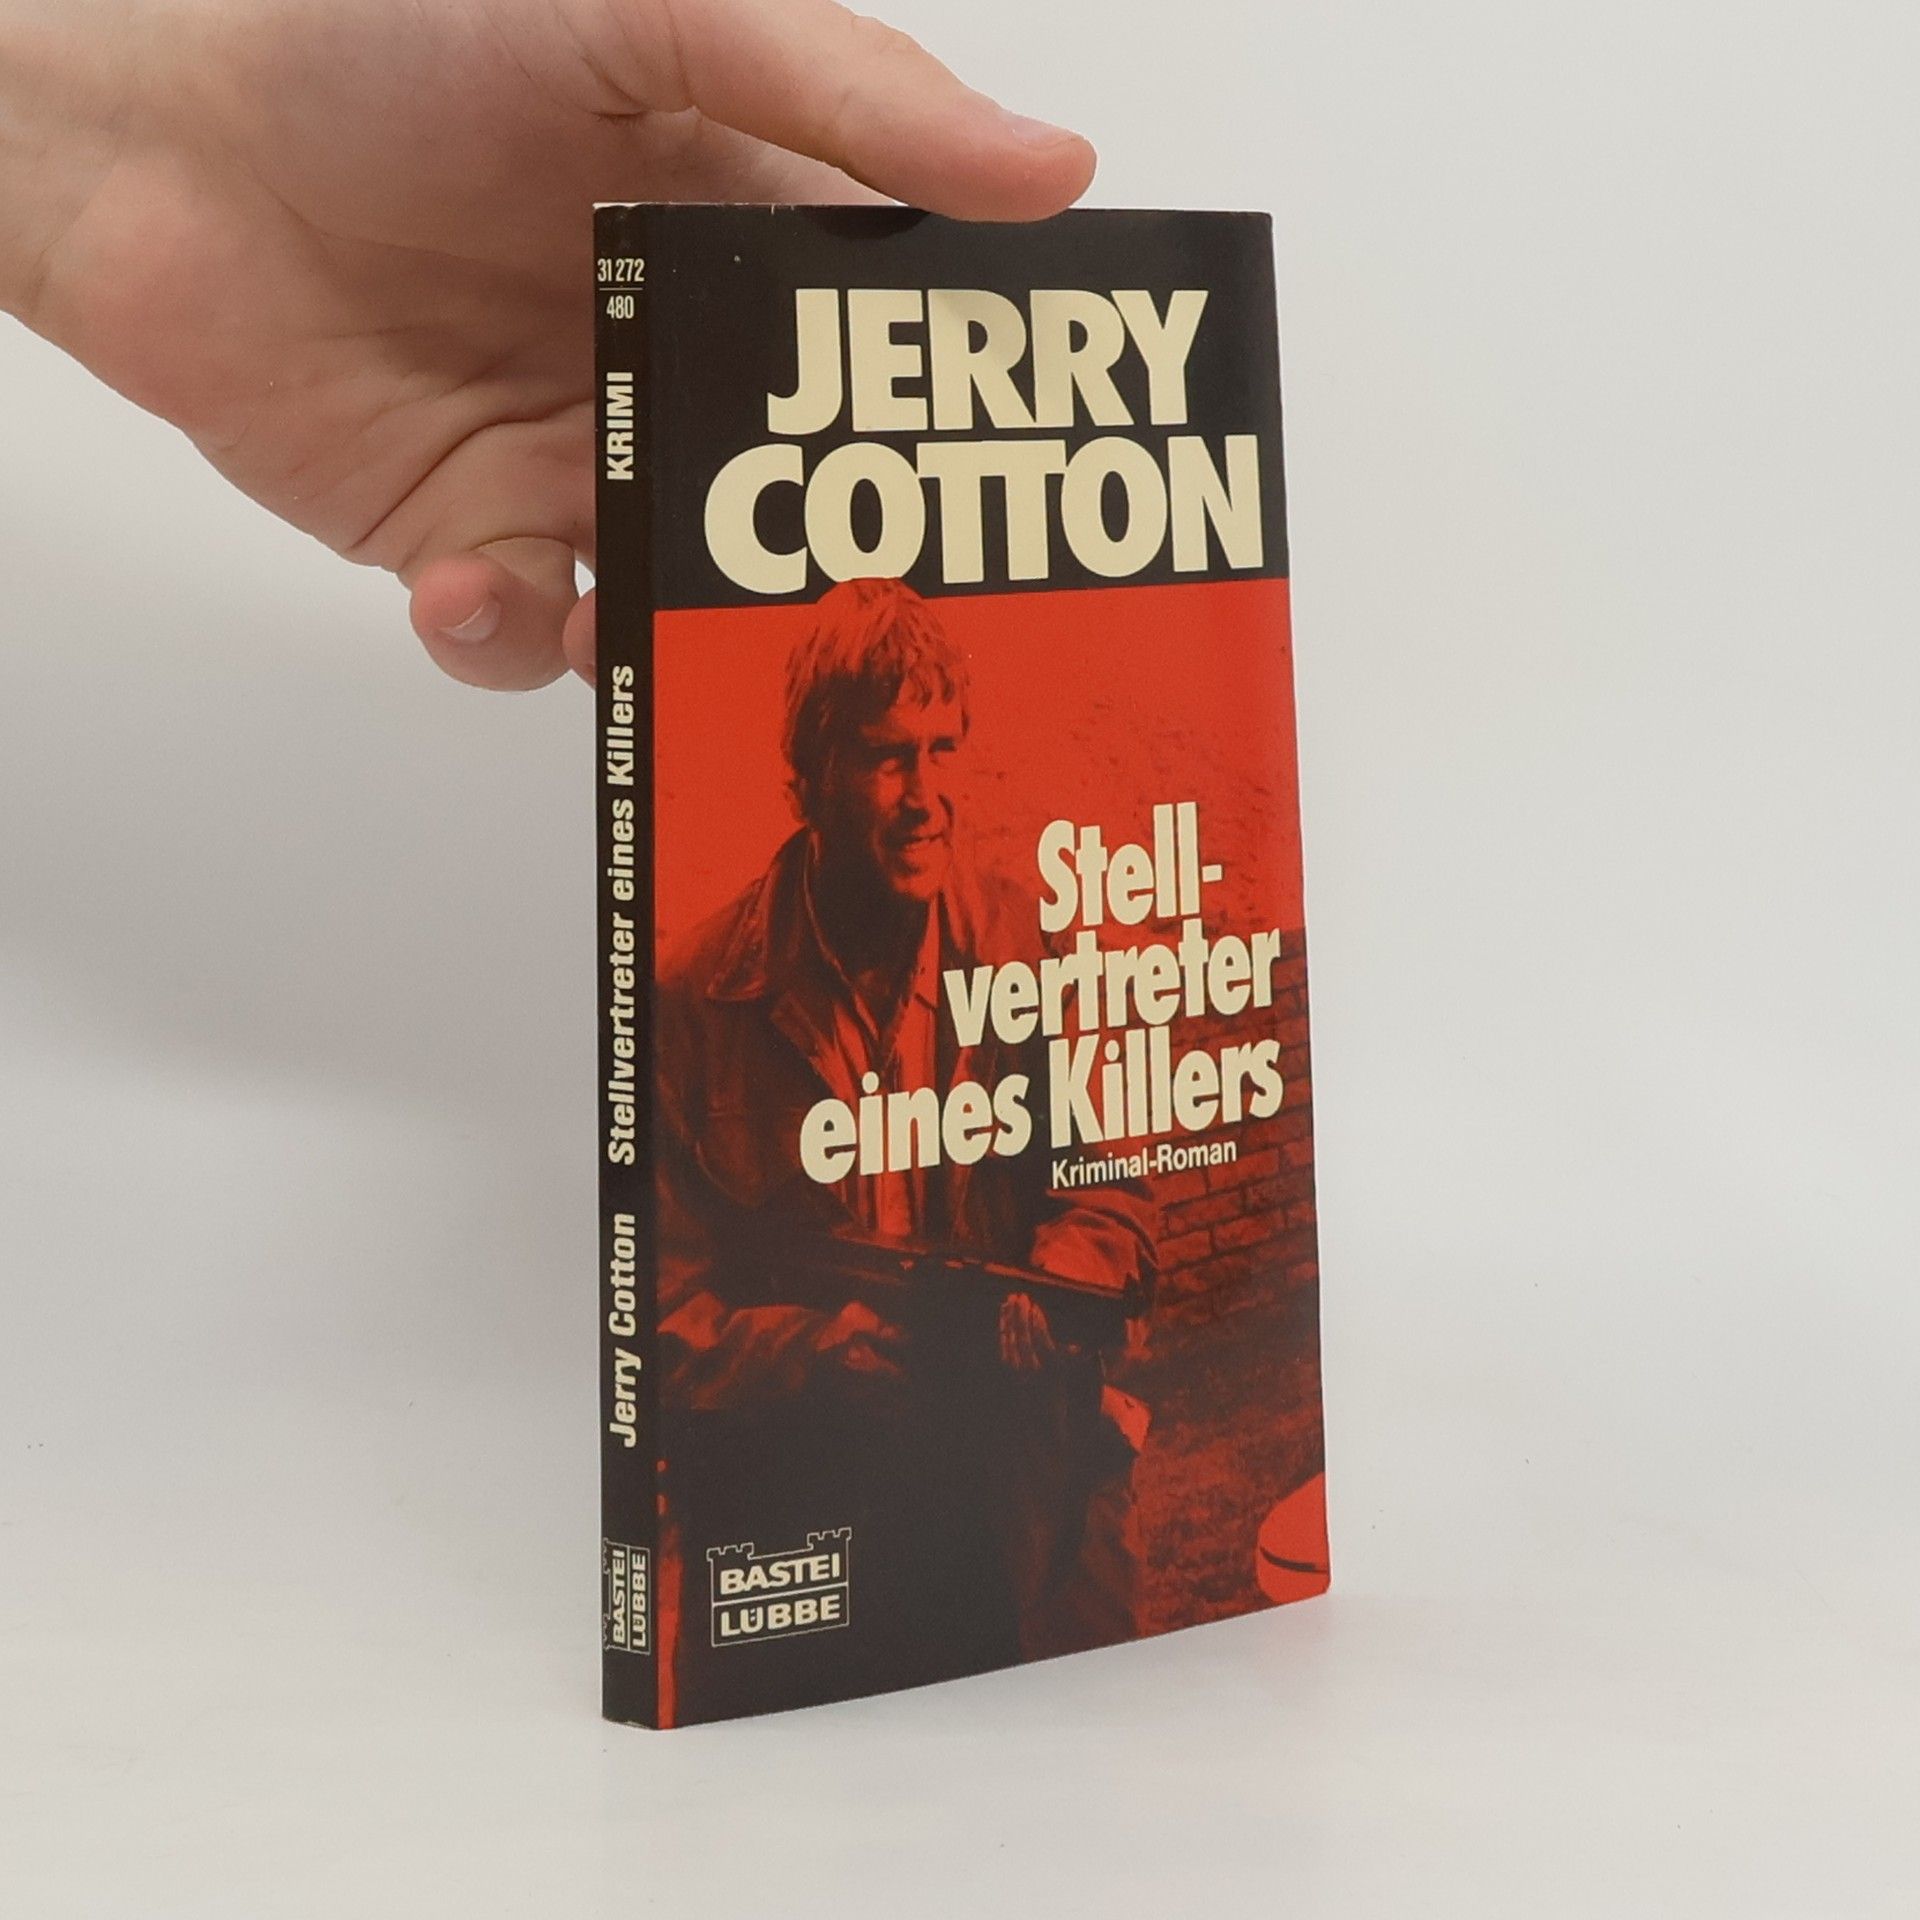 31 272
480
KRIMI
Stellvertreter eines Killers
Jerry Cotton
BASTEI
LÜBBE
JERRY
COTTON
Stell-
vertreter
eines Killers
Kriminal-Roman
BASTEI
LÜBBE